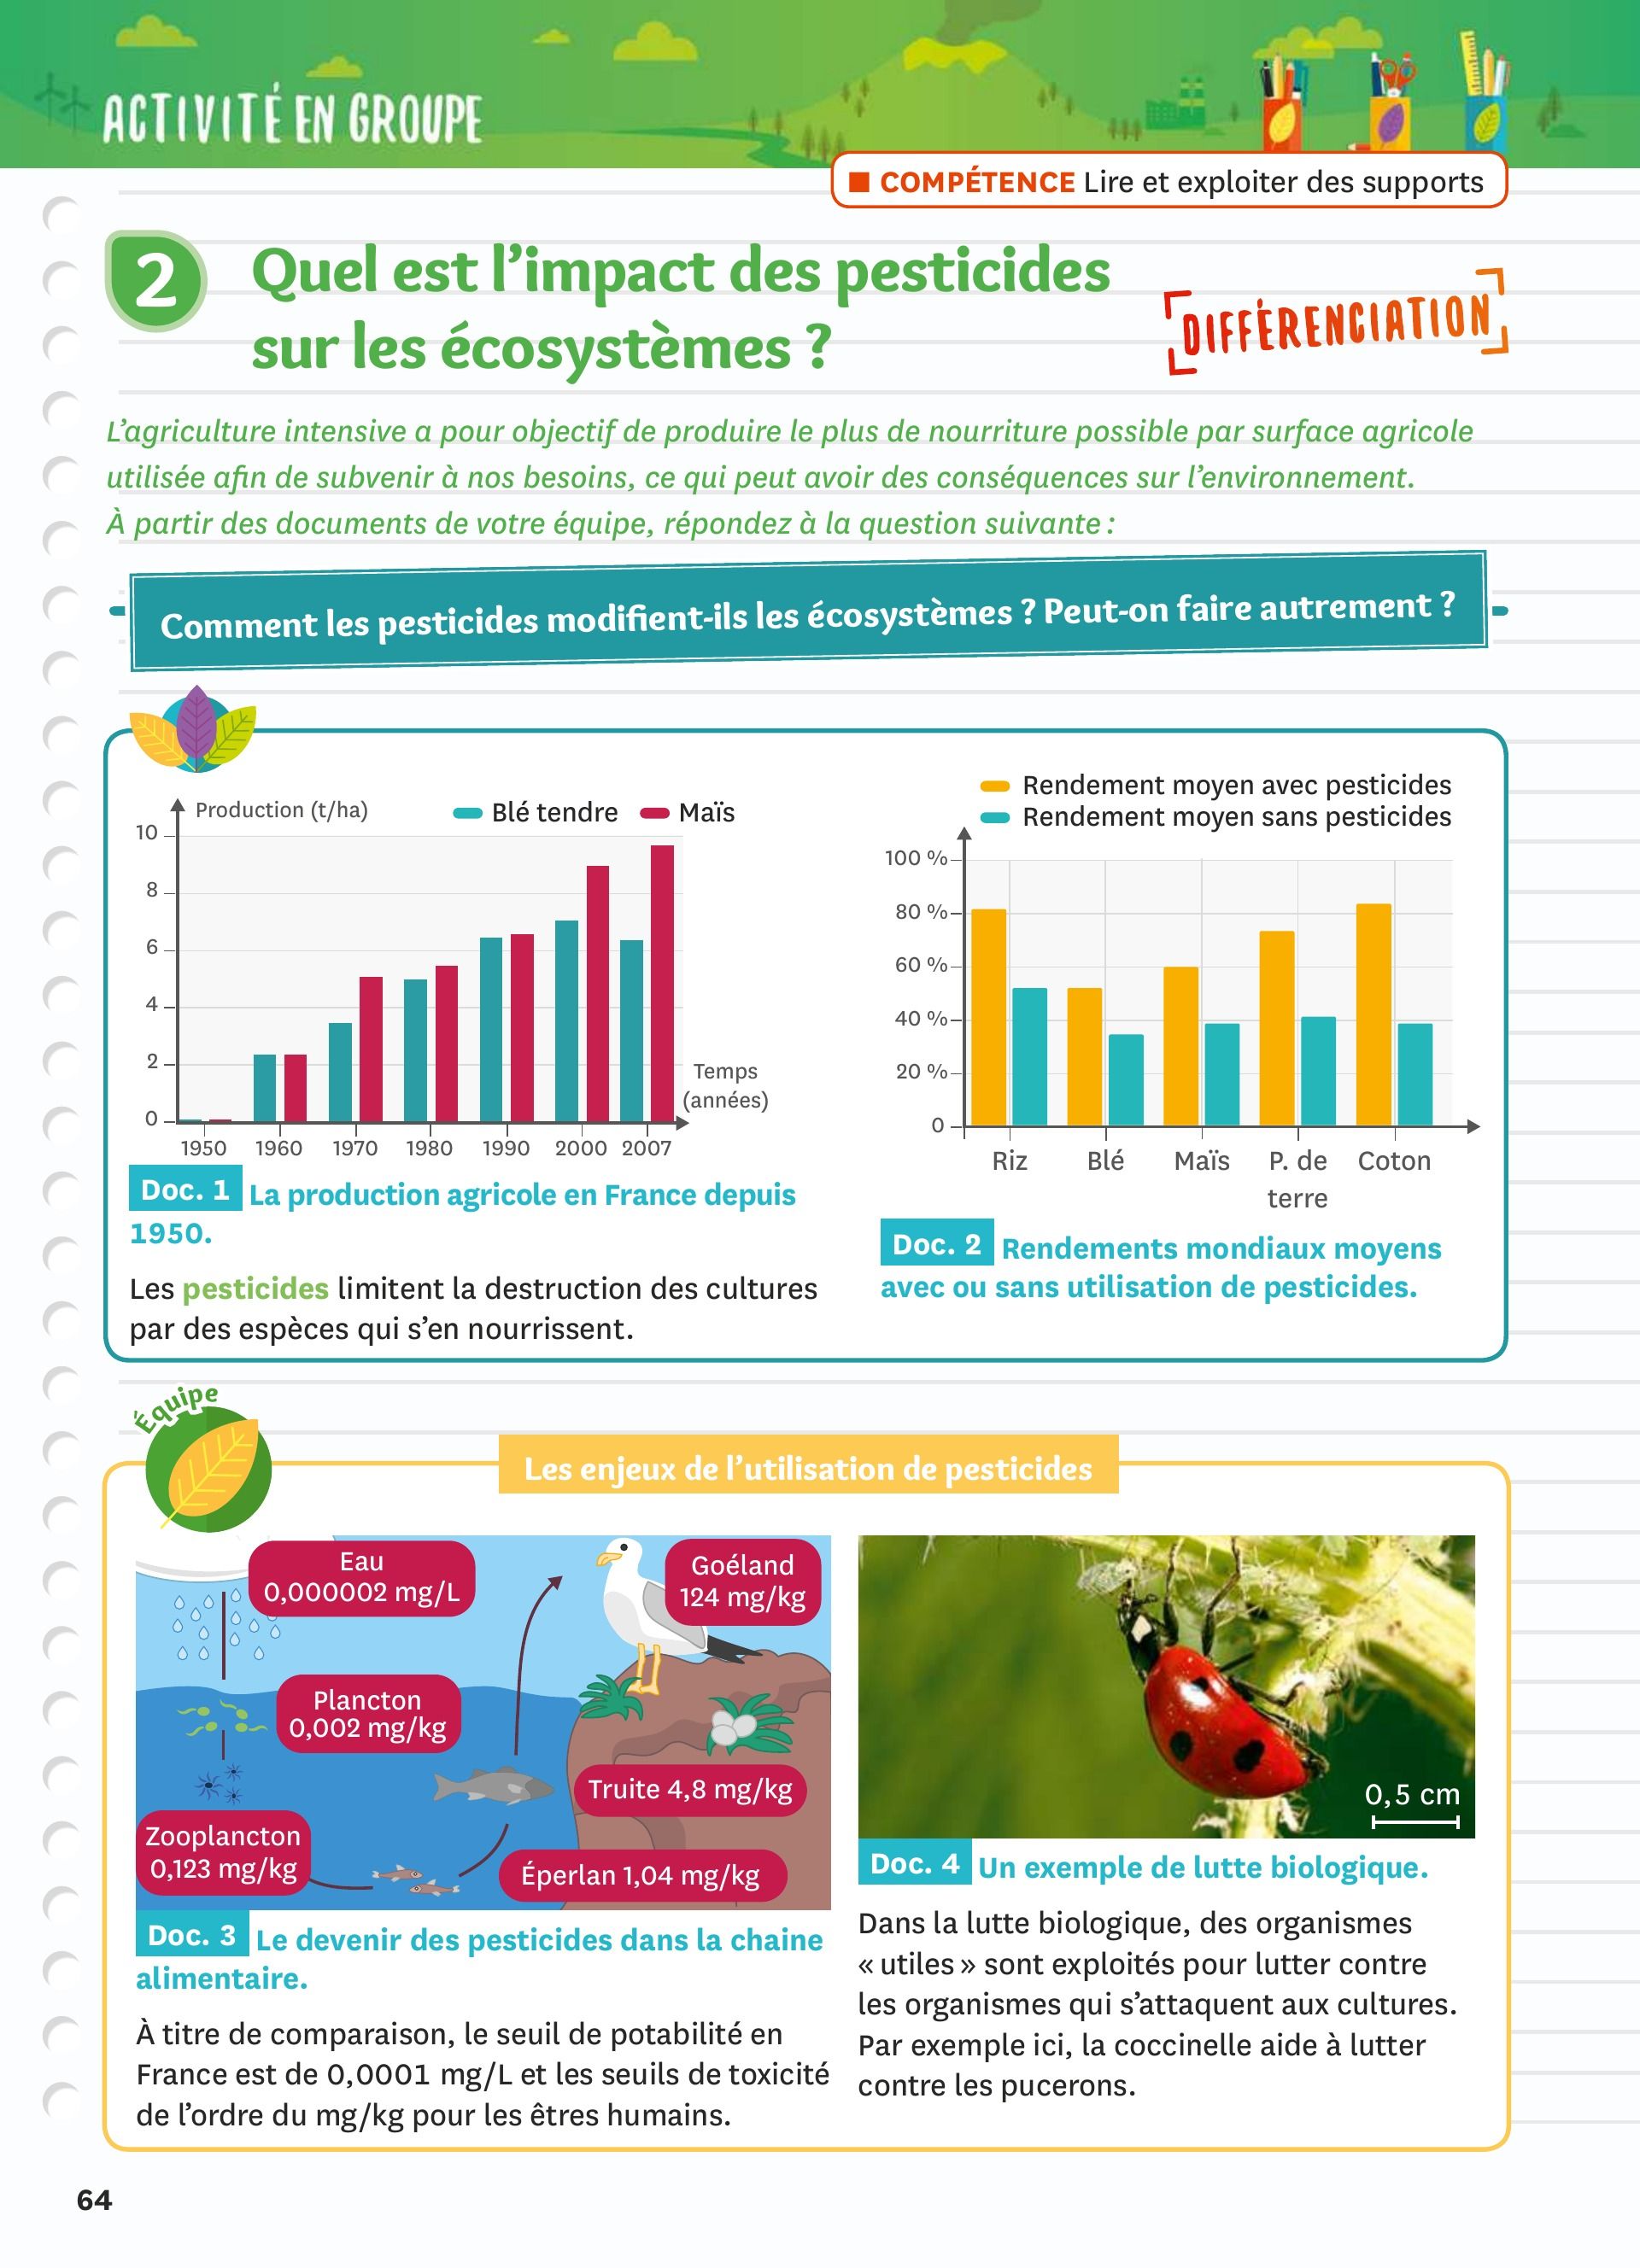 ACTIVITÉ EN GROUPE
COMPÉTENCE Lire et exploiter des supports
2
Quel est l'impact des pesticides
sur les écosystèmes ?
DIFFÉRENCIATION
L'agriculture intensive a pour objectif de produire le plus de nourriture possible par surface agricole
utilisée afin de subvenir à nos besoins, ce qui peut avoir des conséquences sur l'environnement.
À partir des documents de votre équipe, répondez à la question suivante :
Comment les pesticides modifient-ils les écosystèmes ? Peut-on faire autrement ?
Production (t/ha)
Blé tendre
Maïs
10
8
6
4
2
0
Temps
(années)
1950 1960 1970 1980 1990 2000 2007
Doc. 1 La production agricole en France depuis
1950.
Les pesticides limitent la destruction des cultures
par des espèces qui s'en nourrissent.
Rendement moyen avec pesticides
Rendement moyen sans pesticides
100 %
80 %
60 %
40 %
20 %
0
Riz Blé Maïs P. de Coton
terre
Doc. 2 Rendements mondiaux moyens
avec ou sans utilisation de pesticides.
Équipe
Les enjeux de l'utilisation de pesticides
Eau
0,000002 mg/L
Goéland
124 mg/kg
Plancton
0,002 mg/kg
Truite 4,8 mg/kg
Zooplancton
0,123 mg/kg
Éperlan 1,04 mg/kg
Doc. 3 Le devenir des pesticides dans la chaine
alimentaire.
À titre de comparaison, le seuil de potabilité en
France est de 0,0001 mg/L et les seuils de toxicité
de l'ordre du mg/kg pour les êtres humains.
0,5 cm
Doc. 4 Un exemple de lutte biologique.
Dans la lutte biologique, des organismes
« utiles » sont exploités pour lutter contre
les organismes qui s'attaquent aux cultures.
Par exemple ici, la coccinelle aide à lutter
contre les pucerons.
64